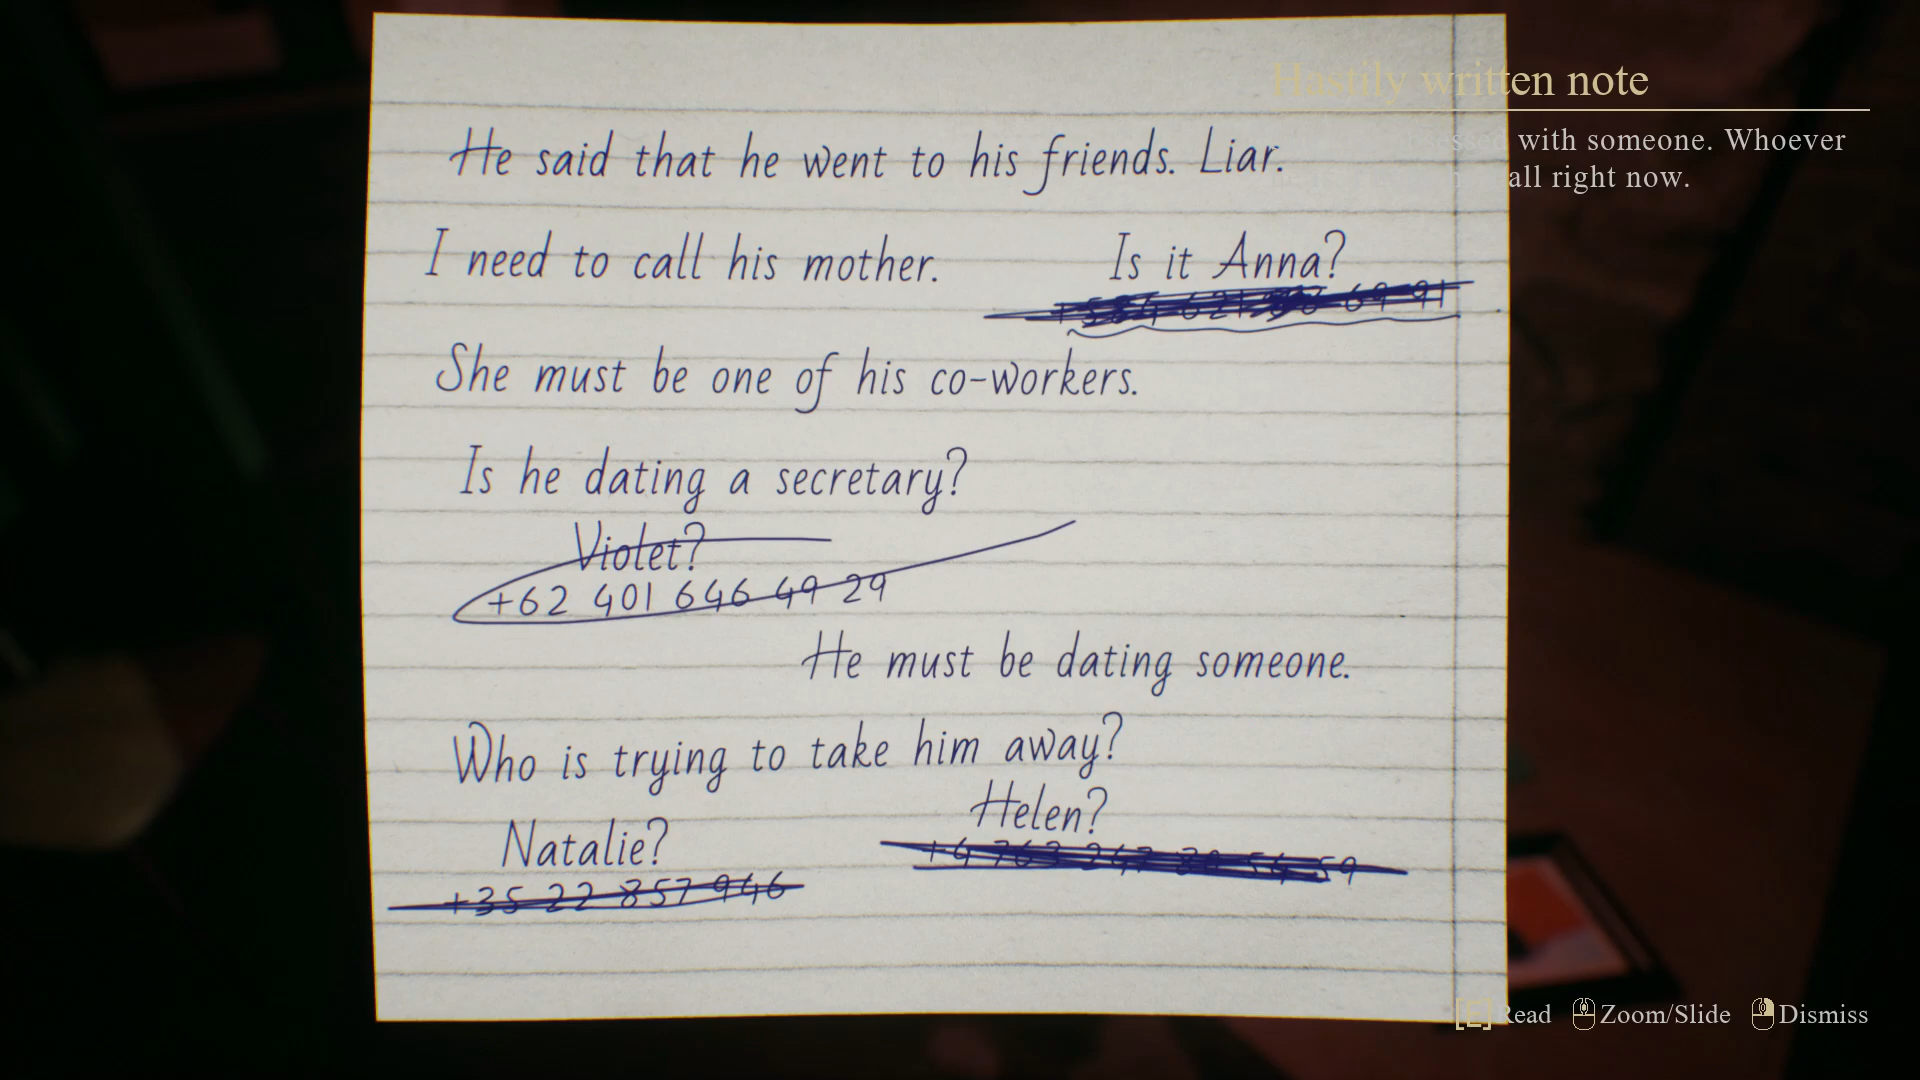 Hastily written note
with someone. Whoever
all right now.
He said that he went to his friends. Liar.
I need to call his mother.
Is it Anna?
She must be one of his co-workers.
Is he dating a secretary?
Violet?
+62 401 646 49 29
He must be dating someone.
Who is trying to take him away?
Helen?
Natalie?
+35 22 857 946
[E] Read Zoom/Slide Dismiss